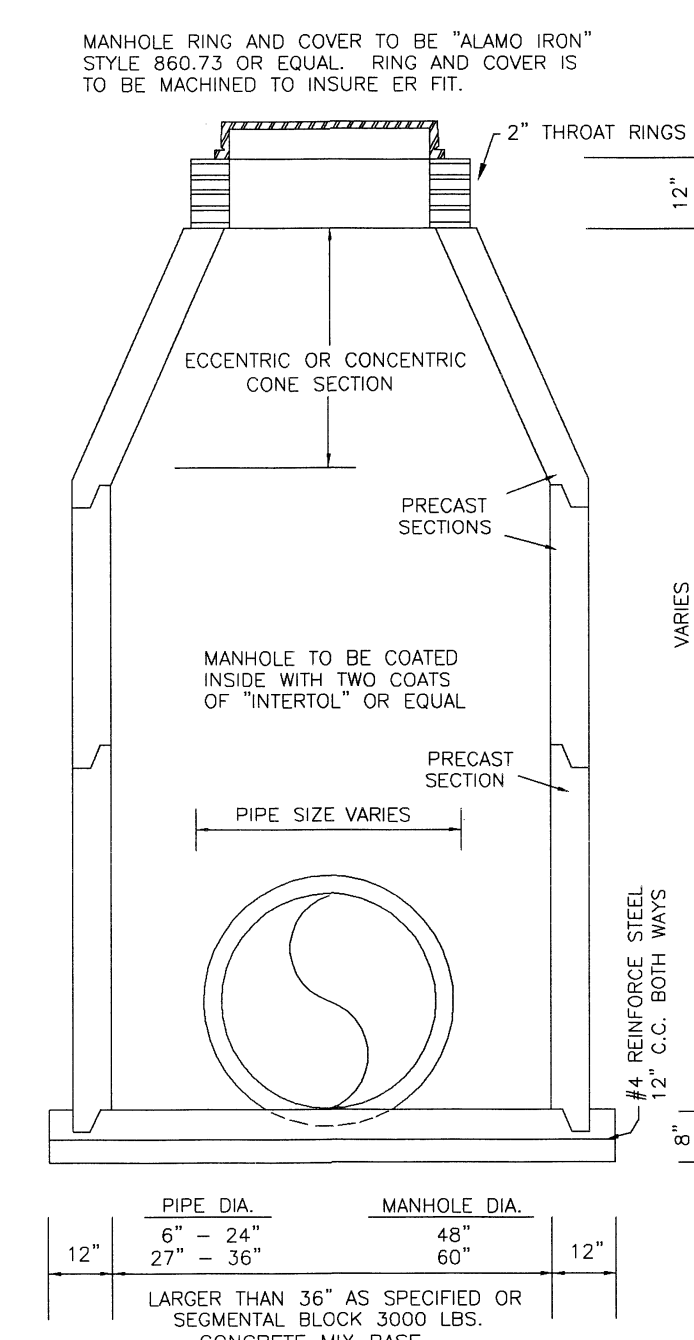 MANHOLE RING AND COVER TO BE "ALAMO IRON"
STYLE 860.73 OR EQUAL. RING AND COVER IS
TO BE MACHINED TO INSURE ER FIT.
2" THROAT RINGS
12"
ECCENTRIC OR CONCENTRIC
CONE SECTION
PRECAST
SECTIONS
VARIES
MANHOLE TO BE COATED
INSIDE WITH TWO COATS
OF "INTERTOL" OR EQUAL
PRECAST
SECTION
PIPE SIZE VARIES
#4 REINFORCE STEEL
12" C.C. BOTH WAYS
8"
PIPE DIA. MANHOLE DIA.
6" – 24" 48"
27" – 36" 60"
12" 12"
LARGER THAN 36" AS SPECIFIED OR
SEGMENTAL BLOCK 3000 LBS.
CONCRETE MIX BASE